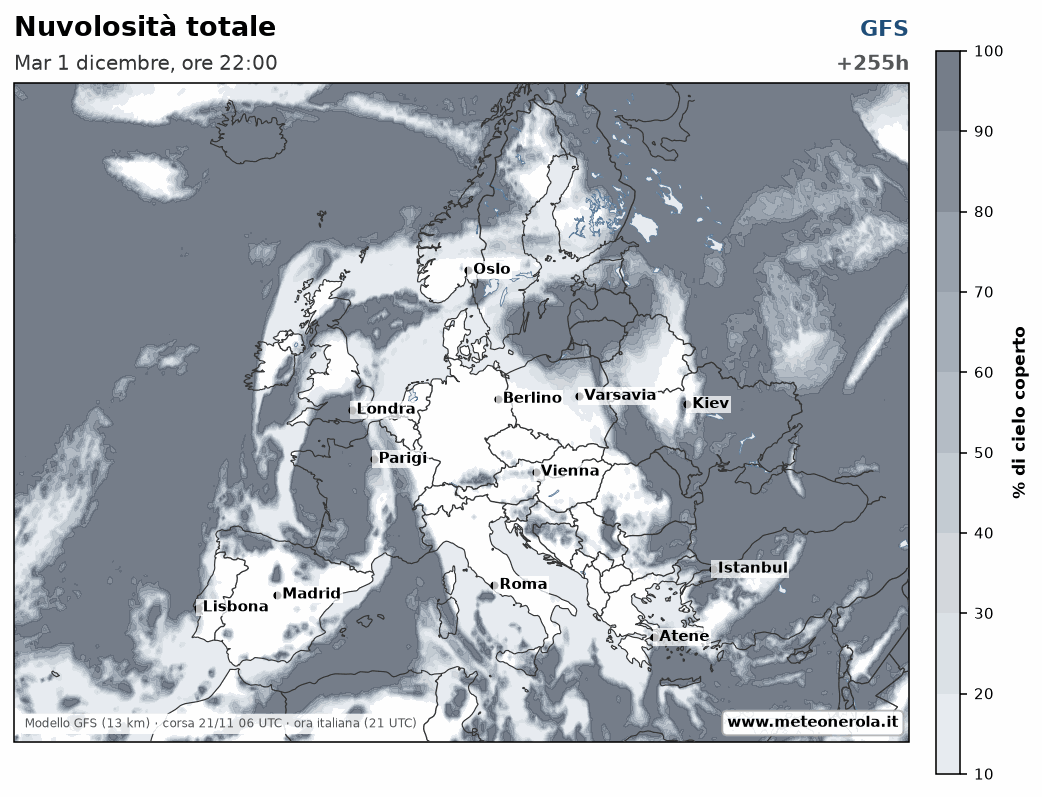 Nuvolosità totale
GFS
Mar 1 dicembre, ore 22:00
+255h
100
90
80
70
60
50
40
30
20
10
% di cielo coperto
Oslo
Berlino
Varsavia
Kiev
Londra
Parigi
Vienna
Istanbul
Roma
Madrid
Lisbona
Atene
Modello GFS (13 km) · corsa 21/11 06 UTC · ora italiana (21 UTC)
www.meteonerola.it